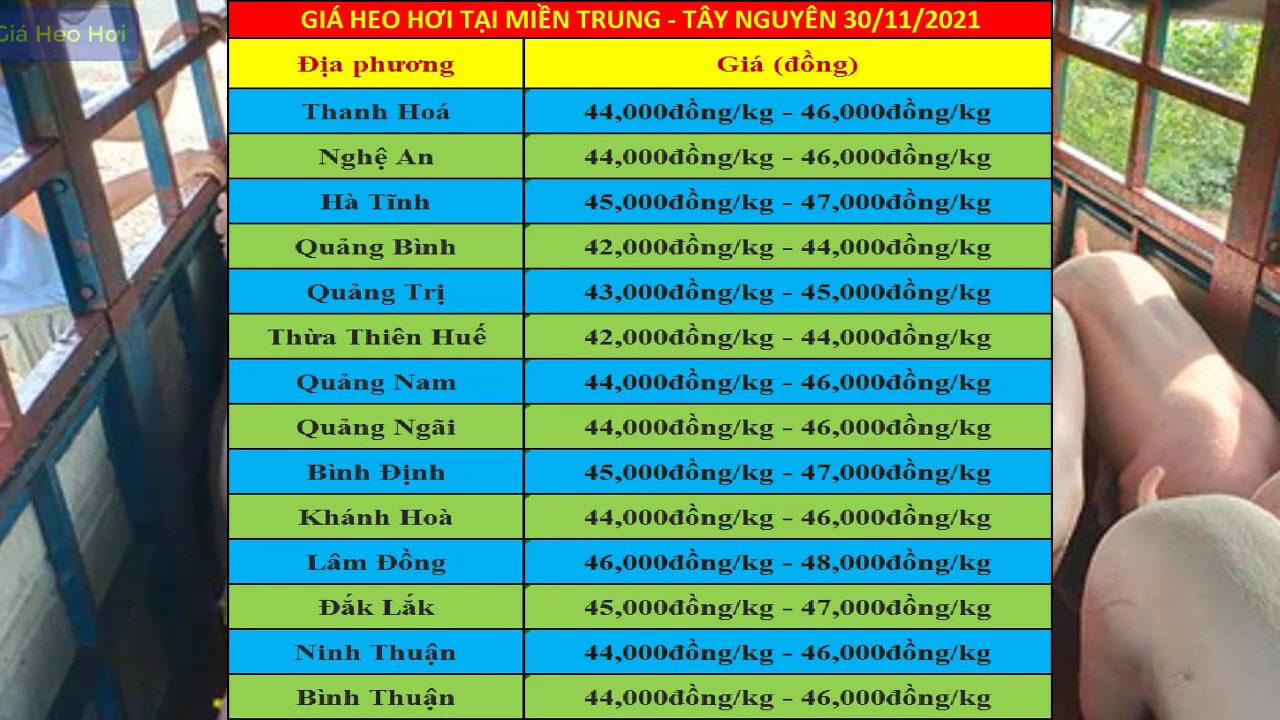 Giá Heo Hơi
GIÁ HEO HƠI TẠI MIỀN TRUNG - TÂY NGUYÊN 30/11/2021
Địa phương Giá (đồng)
Thanh Hoá 44,000đồng/kg - 46,000đồng/kg
Nghệ An 44,000đồng/kg - 46,000đồng/kg
Hà Tĩnh 45,000đồng/kg - 47,000đồng/kg
Quảng Bình 42,000đồng/kg - 44,000đồng/kg
Quảng Trị 43,000đồng/kg - 45,000đồng/kg
Thừa Thiên Huế 42,000đồng/kg - 44,000đồng/kg
Quảng Nam 44,000đồng/kg - 46,000đồng/kg
Quảng Ngãi 44,000đồng/kg - 46,000đồng/kg
Bình Định 45,000đồng/kg - 47,000đồng/kg
Khánh Hoà 44,000đồng/kg - 46,000đồng/kg
Lâm Đồng 46,000đồng/kg - 48,000đồng/kg
Đắk Lắk 45,000đồng/kg - 47,000đồng/kg
Ninh Thuận 44,000đồng/kg - 46,000đồng/kg
Bình Thuận 44,000đồng/kg - 46,000đồng/kg